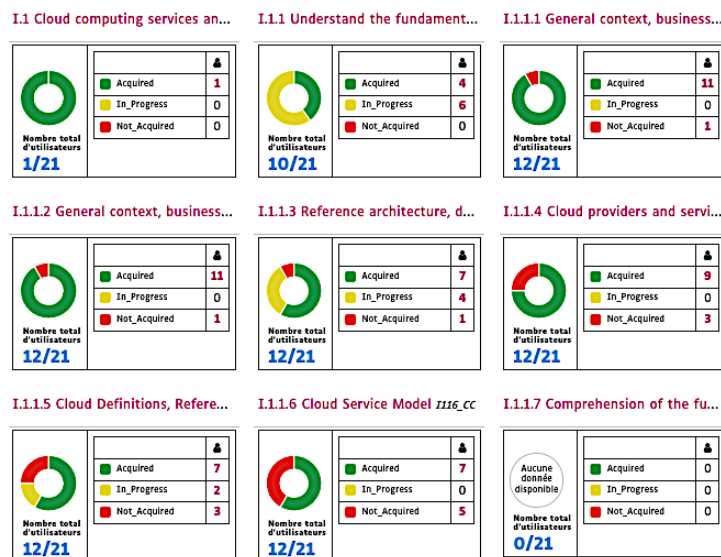 I.1 Cloud computing services an...
Acquired 1
In_Progress 0
Not_Acquired 0
Nombre total
d'utilisateurs
1/21
I.1.1 Understand the fundament...
Acquired 4
In_Progress 6
Not_Acquired 0
Nombre total
d'utilisateurs
10/21
I.1.1.1 General context, business...
Acquired 11
In_Progress 0
Not_Acquired 1
Nombre total
d'utilisateurs
12/21
I.1.1.2 General context, business...
Acquired 11
In_Progress 0
Not_Acquired 1
Nombre total
d'utilisateurs
12/21
I.1.1.3 Reference architecture, d...
Acquired 7
In_Progress 4
Not_Acquired 1
Nombre total
d'utilisateurs
12/21
I.1.1.4 Cloud providers and servi...
Acquired 9
In_Progress 0
Not_Acquired 3
Nombre total
d'utilisateurs
12/21
I.1.1.5 Cloud Definitions, Refere...
Acquired 7
In_Progress 2
Not_Acquired 3
Nombre total
d'utilisateurs
12/21
I.1.1.6 Cloud Service Model I116_CC
Acquired 7
In_Progress 0
Not_Acquired 5
Nombre total
d'utilisateurs
12/21
I.1.1.7 Comprehension of the fu...
Aucune
donnée
disponible
Acquired 0
In_Progress 0
Not_Acquired 0
Nombre total
d'utilisateurs
0/21